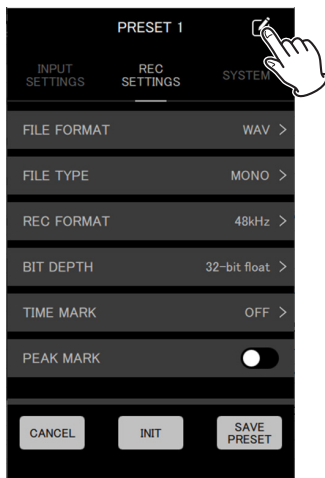 PRESET 1
INPUT
SETTINGS
REC
SETTINGS
SYSTEM
FILE FORMAT WAV >
FILE TYPE MONO >
REC FORMAT 48kHz >
BIT DEPTH 32-bit float >
TIME MARK OFF >
PEAK MARK
CANCEL
INIT
SAVE
PRESET